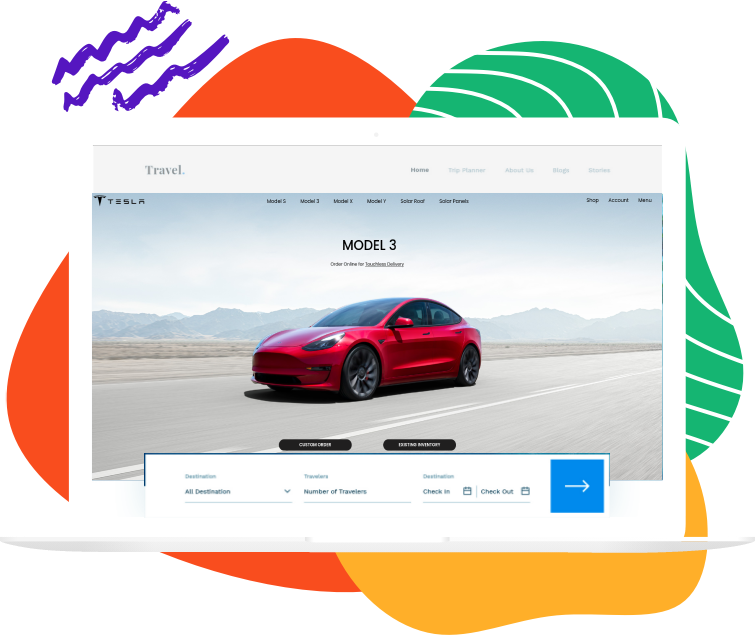 Travel.
Home Trip Planner About Us Blogs Stories
TESLA Model S Model 3 Model X Model Y Solar Roof Solar Panels Shop Account Menu
MODEL 3
Order Online for Touchless Delivery
CUSTOM ORDER EXISTING INVENTORY
Destination Travelers Destination
All Destination Number of Travelers Check In Check Out